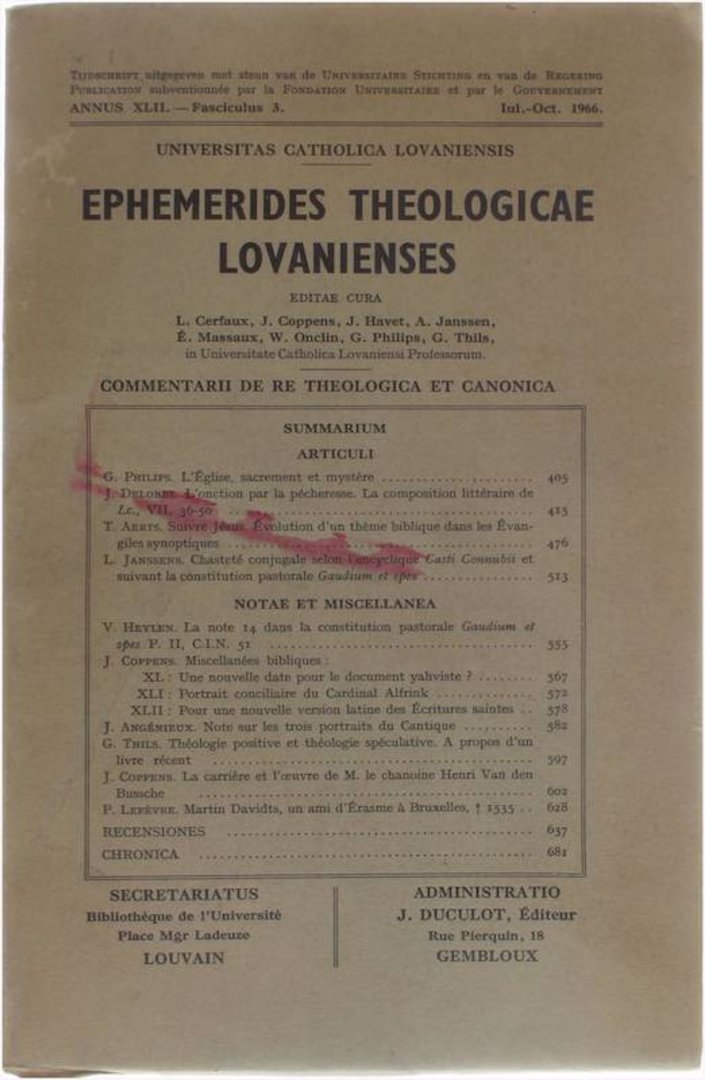 TIJDSCHRIFT uitgegeven met steun van de UNIVERSITAIRE STICHTING en van de REGERING
PUBLICATION subventionnée par la FONDATION UNIVERSITAIRE et par le GOUVERNEMENT
ANNUS XLII. — Fasciculus 3. Iul.-Oct. 1966.
UNIVERSITAS CATHOLICA LOVANIENSIS
EPHEMERIDES THEOLOGICAE
LOVANIENSES
EDITAE CURA
L. Cerfaux, J. Coppens, J. Havet, A. Janssen,
É. Massaux, W. Onclin, G. Philips, G. Thils,
in Universitate Catholica Lovaniensi Professorum.
COMMENTARII DE RE THEOLOGICA ET CANONICA
SUMMARIUM
ARTICULI
G. PHILIPS. L'Église, sacrement et mystère ........................ 405
J. DELOBEL. L'onction par la pécheresse. La composition littéraire de
Lc., VII, 36-50 ........................ 415
T. AERTS. Suivre Jésus. Évolution d'un thème biblique dans les Évan-
giles synoptiques ........................ 476
L. JANSSENS. Chasteté conjugale selon l'encyclique Casti Connubii et
suivant la constitution pastorale Gaudium et spes ................ 513
NOTAE ET MISCELLANEA
V. HEYLEN. La note 14 dans la constitution pastorale Gaudium et
spes P. II, C.I.N. 51 ........................ 555
J. COPPENS. Miscellanées bibliques :
XL : Une nouvelle date pour le document yahviste ? ........ 567
XLI : Portrait conciliaire du Cardinal Alfrink .............. 572
XLII : Pour une nouvelle version latine des Écritures saintes .. 578
J. ANGÉNIEUX. Note sur les trois portraits du Cantique .......... 582
G. THILS. Théologie positive et théologie spéculative. A propos d'un
livre récent ........................ 597
J. COPPENS. La carrière et l'œuvre de M. le chanoine Henri Van den
Bussche ........................ 602
P. LEFÈVRE. Martin Davidts, un ami d'Érasme à Bruxelles, † 1535 .. 628
RECENSIONES ........................ 637
CHRONICA ........................ 681
SECRETARIATUS
Bibliothèque de l'Université
Place Mgr Ladeuze
LOUVAIN
ADMINISTRATIO
J. DUCULOT, Éditeur
Rue Pierquin, 18
GEMBLOUX